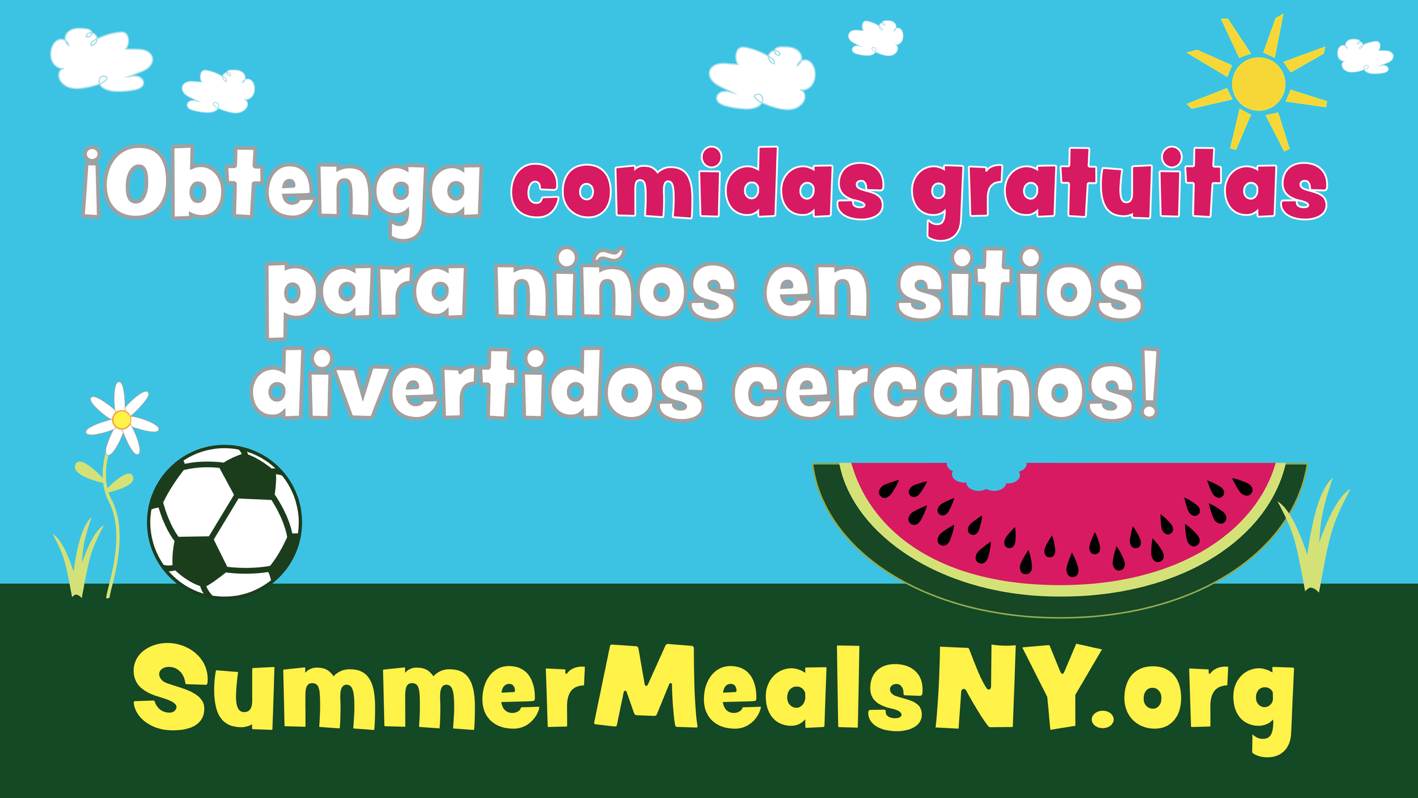 ¡Obtenga comidas gratuitas
para niños en sitios
divertidos cercanos!
SummerMealsNY.org